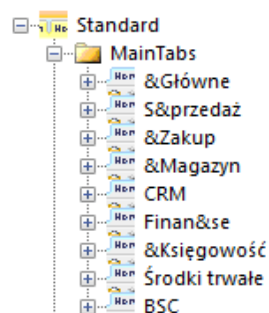 Standard
MainTabs
&Główne
S&przedaż
&Zakup
&Magazyn
CRM
Finan&se
&Księgowość
Środki trwałe
BSC